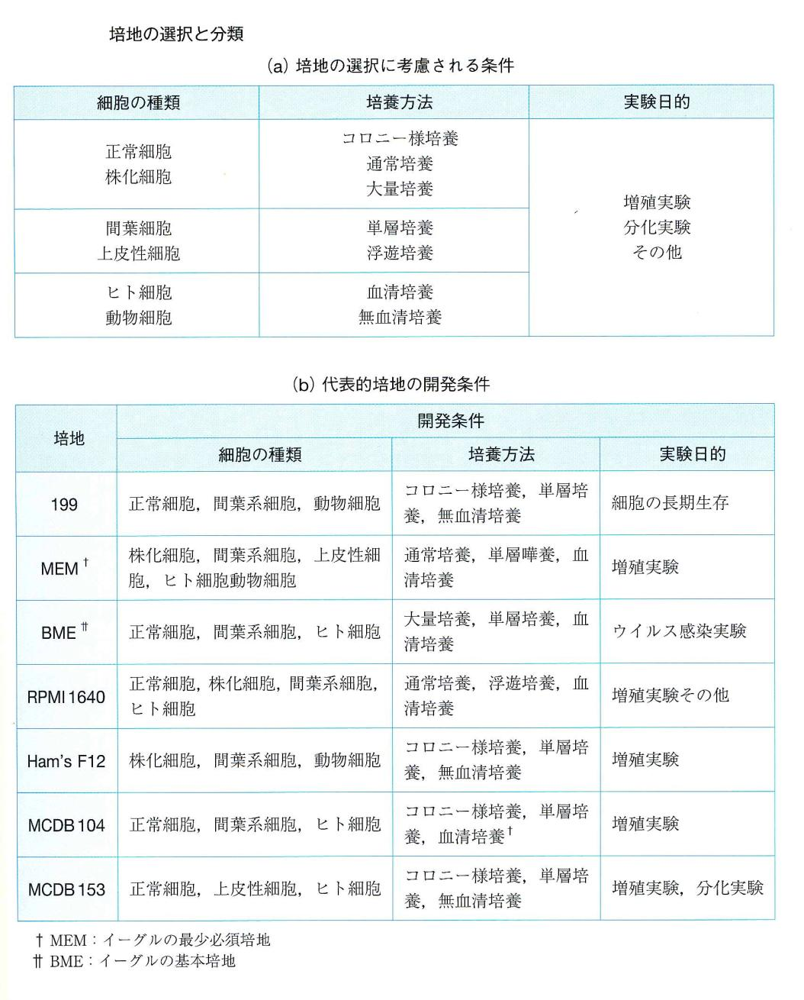 培地の選択と分類
(a) 培地の選択に考慮される条件
細胞の種類
培養方法
実験日的
正常細胞
株化細胞
コロニー様培養
通常培養
大量培養
増殖実験
分化実験
その他
間葉細胞
上皮性細胞
単層培養
浮遊培養
ヒト細胞
動物細胞
血清培養
無血清培養
(b) 代表的培地の開発条件
培地
開発条件
細胞の種類
培養方法
実験日的
199
正常細胞，間葉系細胞，動物細胞
コロニー様培養，単層培
養，無血清培養
細胞の長期生存
MEM†
株化細胞，間葉系細胞，上皮性細
胞，ヒト細胞動物細胞
通常培養，単層嘩養，血
清培養
増殖実験
BME††
正常細胞，間葉系細胞，ヒト細胞
大量培養，単層培養，血
清培養
ウイルス感染実験
RPMI 1640
正常細胞，株化細胞，間葉系細胞，
ヒト細胞
通常培養，浮遊培養，血
清培養
増殖実験その他
Ham's F12
株化細胞，間葉系細胞，動物細胞
コロニー様培養，単層培
養，無血清培養
増殖実験
MCDB 104
正常細胞，間葉系細胞，ヒト細胞
コロニー様培養，単層培
養，血清培養†
増殖実験
MCDB 153
正常細胞，上皮性細胞，ヒト細胞
コロニー様培養，単層培
養，無血清培養
増殖実験，分化実験
† MEM：イーグルの最少必須培地
†† BME：イーグルの基本培地